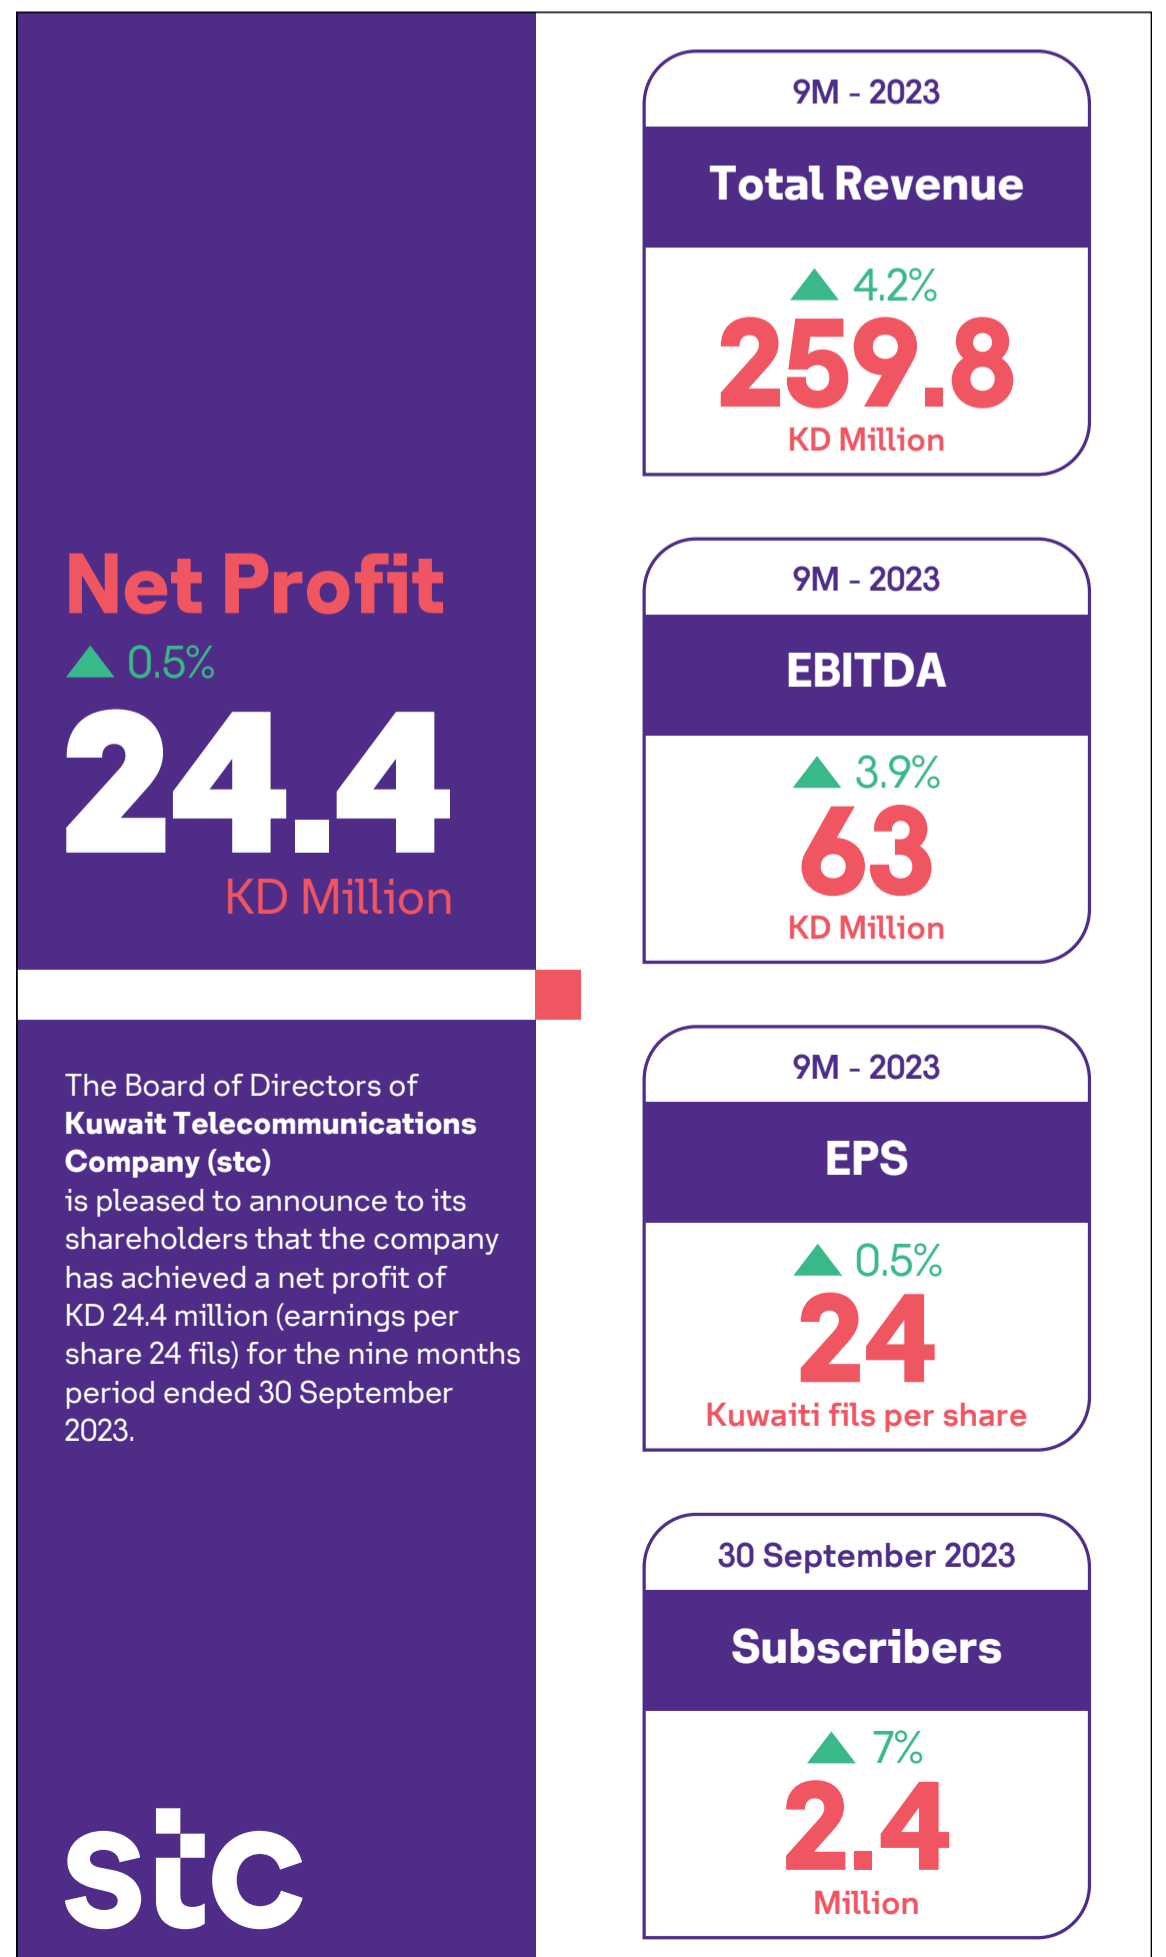 Net Profit
0.5%
24.4
KD Million
The Board of Directors of
Kuwait Telecommunications
Company (stc)
is pleased to announce to its
shareholders that the company
has achieved a net profit of
KD 24.4 million (earnings per
share 24 fils) for the nine months
period ended 30 September
2023.
stc
9M - 2023
Total Revenue
4.2%
259.8
KD Million
9M - 2023
EBITDA
3.9%
63
KD Million
9M - 2023
EPS
0.5%
24
Kuwaiti fils per share
30 September 2023
Subscribers
7%
2.4
Million